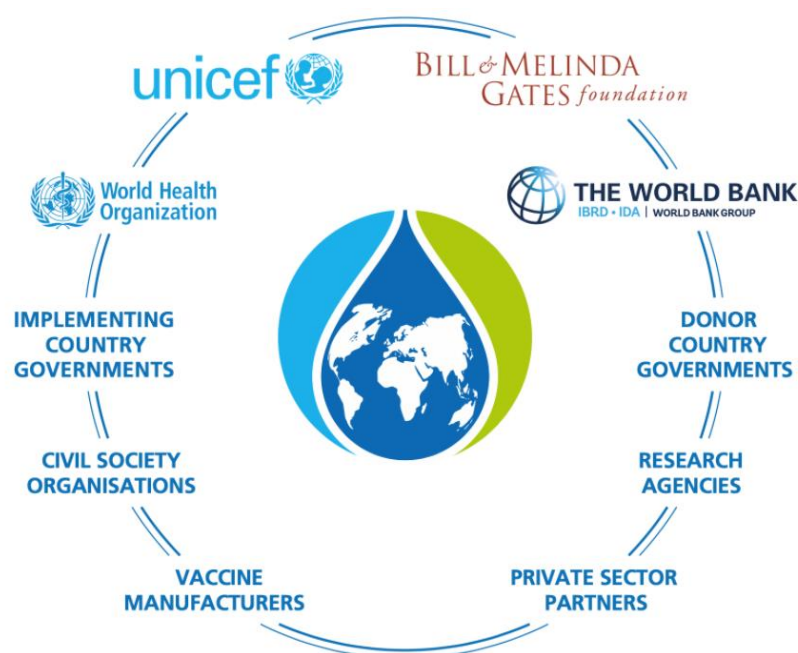 unicef
BILL & MELINDA
GATES foundation
World Health
Organization
THE WORLD BANK
IBRD • IDA | WORLD BANK GROUP
IMPLEMENTING
COUNTRY
GOVERNMENTS
DONOR
COUNTRY
GOVERNMENTS
CIVIL SOCIETY
ORGANISATIONS
RESEARCH
AGENCIES
VACCINE
MANUFACTURERS
PRIVATE SECTOR
PARTNERS